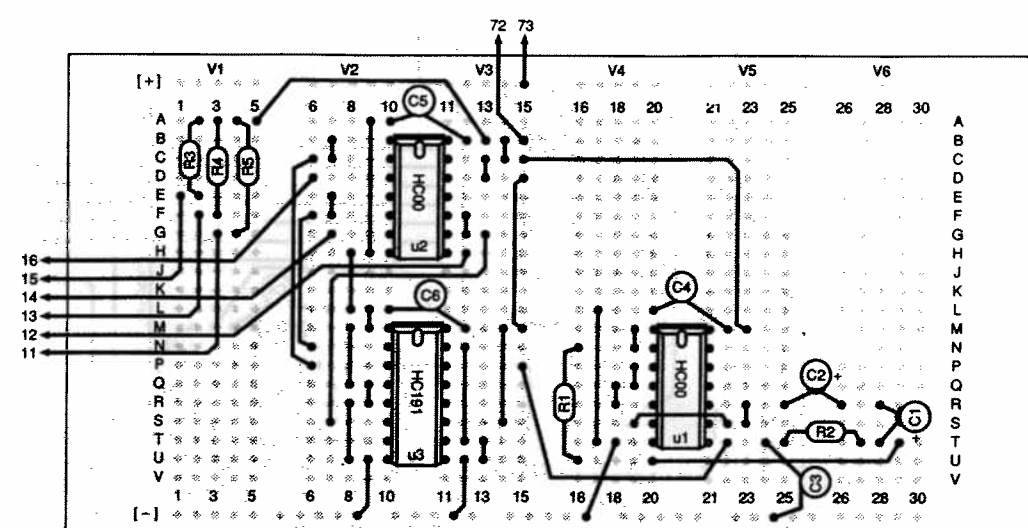 72 73
V1 V2 V3 V4 V5 V6
[+]
1 3 5 6 8 10 11 13 15 16 18 20 21 23 25 26 28 30
A A
B B
C C
D D
E E
F F
G G
H H
J J
K K
L L
M M
N N
P P
Q Q
R R
S S
T T
U U
V V
16
15
14
13
12
11
R3 R4 R5
C5
HC00
u2
C6
HC191
u3
C4
HC00
u1
R1
C2 +
R2
C1
+
C3
1 3 5 6 8 10 11 13 15 16 18 20 21 23 25 26 28 30
[-]